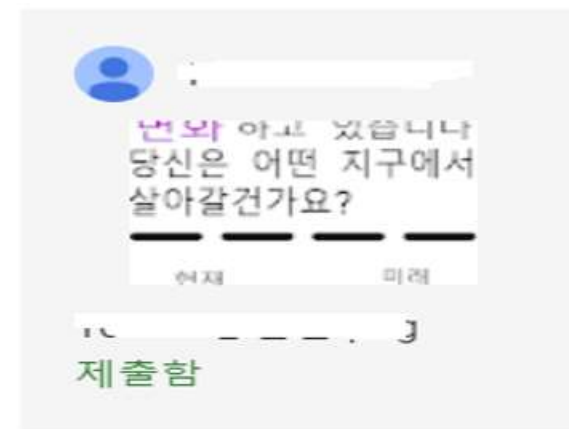 변화 하고 있습니다
당신은 어떤 지구에서
살아갈건가요?
현재 미래
제출함